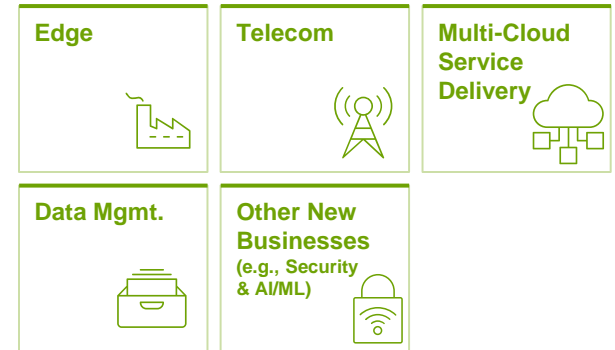 Edge
Telecom
Multi-Cloud
Service
Delivery
Data Mgmt.
Other New
Businesses
(e.g., Security
& AI/ML)